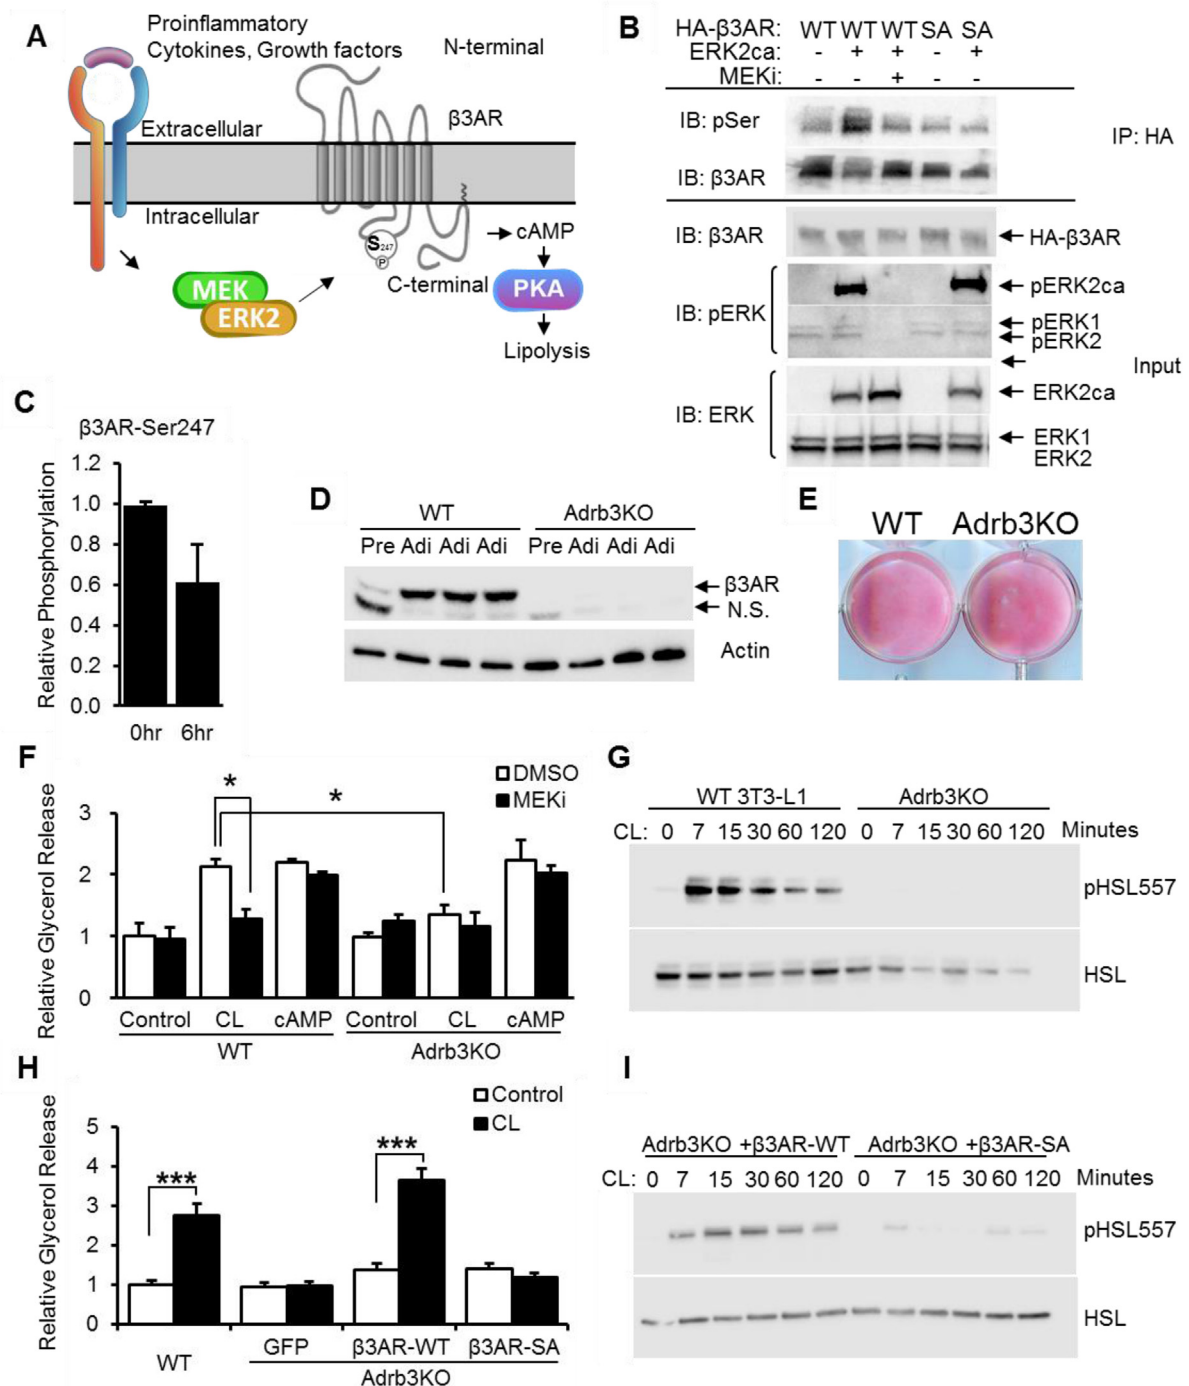 A
Proinflammatory
Cytokines, Growth factors
N-terminal
β3AR
Extracellular
Intracellular
S247
P
cAMP
C-terminal
PKA
MEK
ERK2
Lipolysis
B
HA-β3AR: WT WT WT SA SA
ERK2ca: - + + - +
MEKi: - - + - -
IB: pSer
IP: HA
IB: β3AR
IB: β3AR
HA-β3AR
pERK2ca
IB: pERK
pERK1
pERK2
Input
ERK2ca
IB: ERK
ERK1
ERK2
C
β3AR-Ser247
Relative Phosphorylation
1.2
1.0
0.8
0.6
0.4
0.2
0.0
0hr 6hr
D
WT Adrb3KO
Pre Adi Adi Adi Pre Adi Adi Adi
β3AR
N.S.
Actin
E
WT Adrb3KO
F
DMSO
MEKi
Relative Glycerol Release
3
2
1
0
* *
Control CL cAMP Control CL cAMP
WT Adrb3KO
G
WT 3T3-L1 Adrb3KO
CL: 0 7 15 30 60 120 0 7 15 30 60 120 Minutes
pHSL557
HSL
H
Control
CL
Relative Glycerol Release
5
4
3
2
1
0
*** ***
WT GFP β3AR-WT β3AR-SA
Adrb3KO
I
Adrb3KO +β3AR-WT Adrb3KO +β3AR-SA
CL: 0 7 15 30 60 120 0 7 15 30 60 120 Minutes
pHSL557
HSL